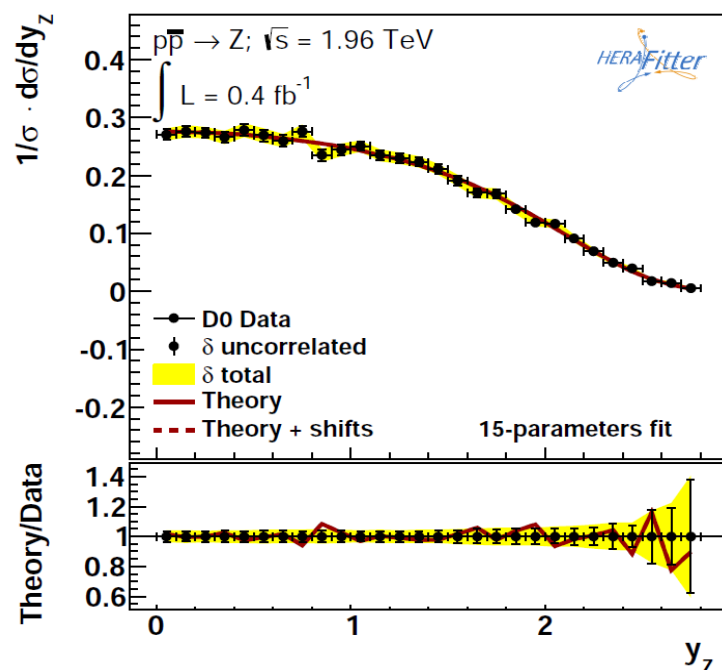 pp̅ → Z; √s = 1.96 TeV
∫ L = 0.4 fb⁻¹
HERAFitter
1/σ · dσ/dy_Z
0.4
0.3
0.2
0.1
0
-0.1
-0.2
D0 Data
δ uncorrelated
δ total
Theory
Theory + shifts
15-parameters fit
Theory/Data
1.4
1.2
1
0.8
0.6
0 1 2
y_Z